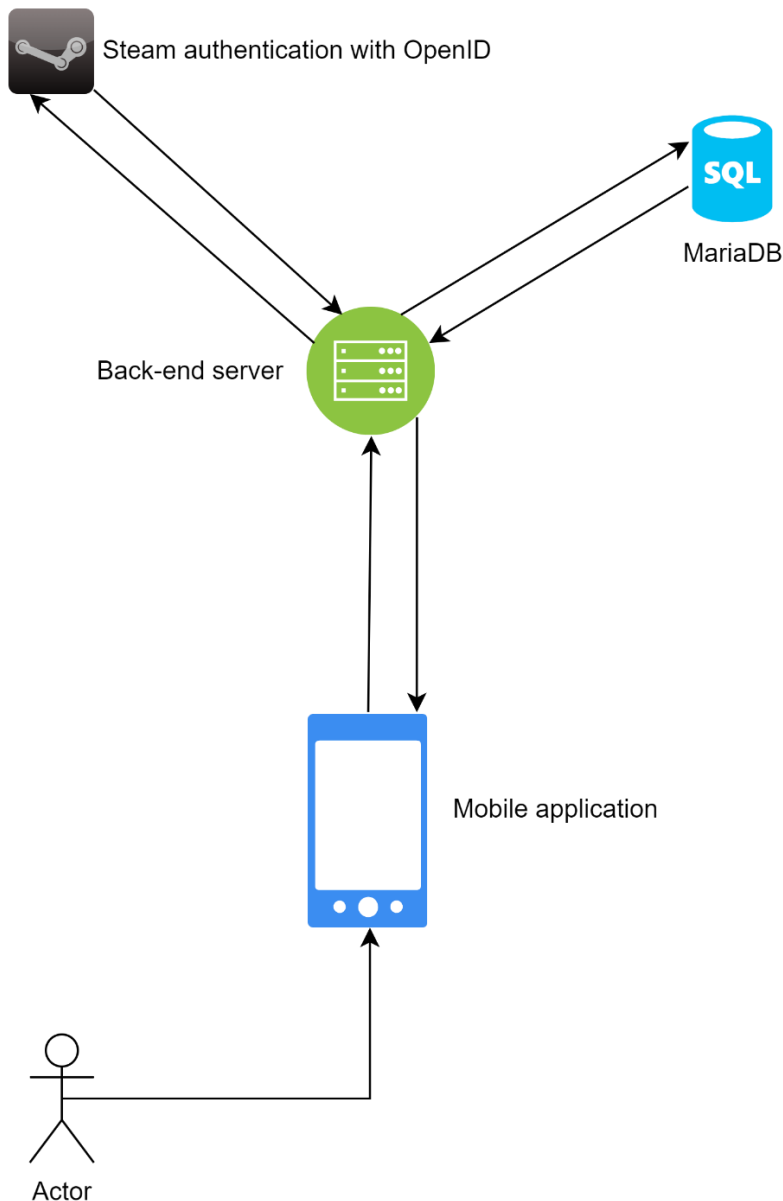 Steam authentication with OpenID
SQL
MariaDB
Back-end server
Mobile application
Actor